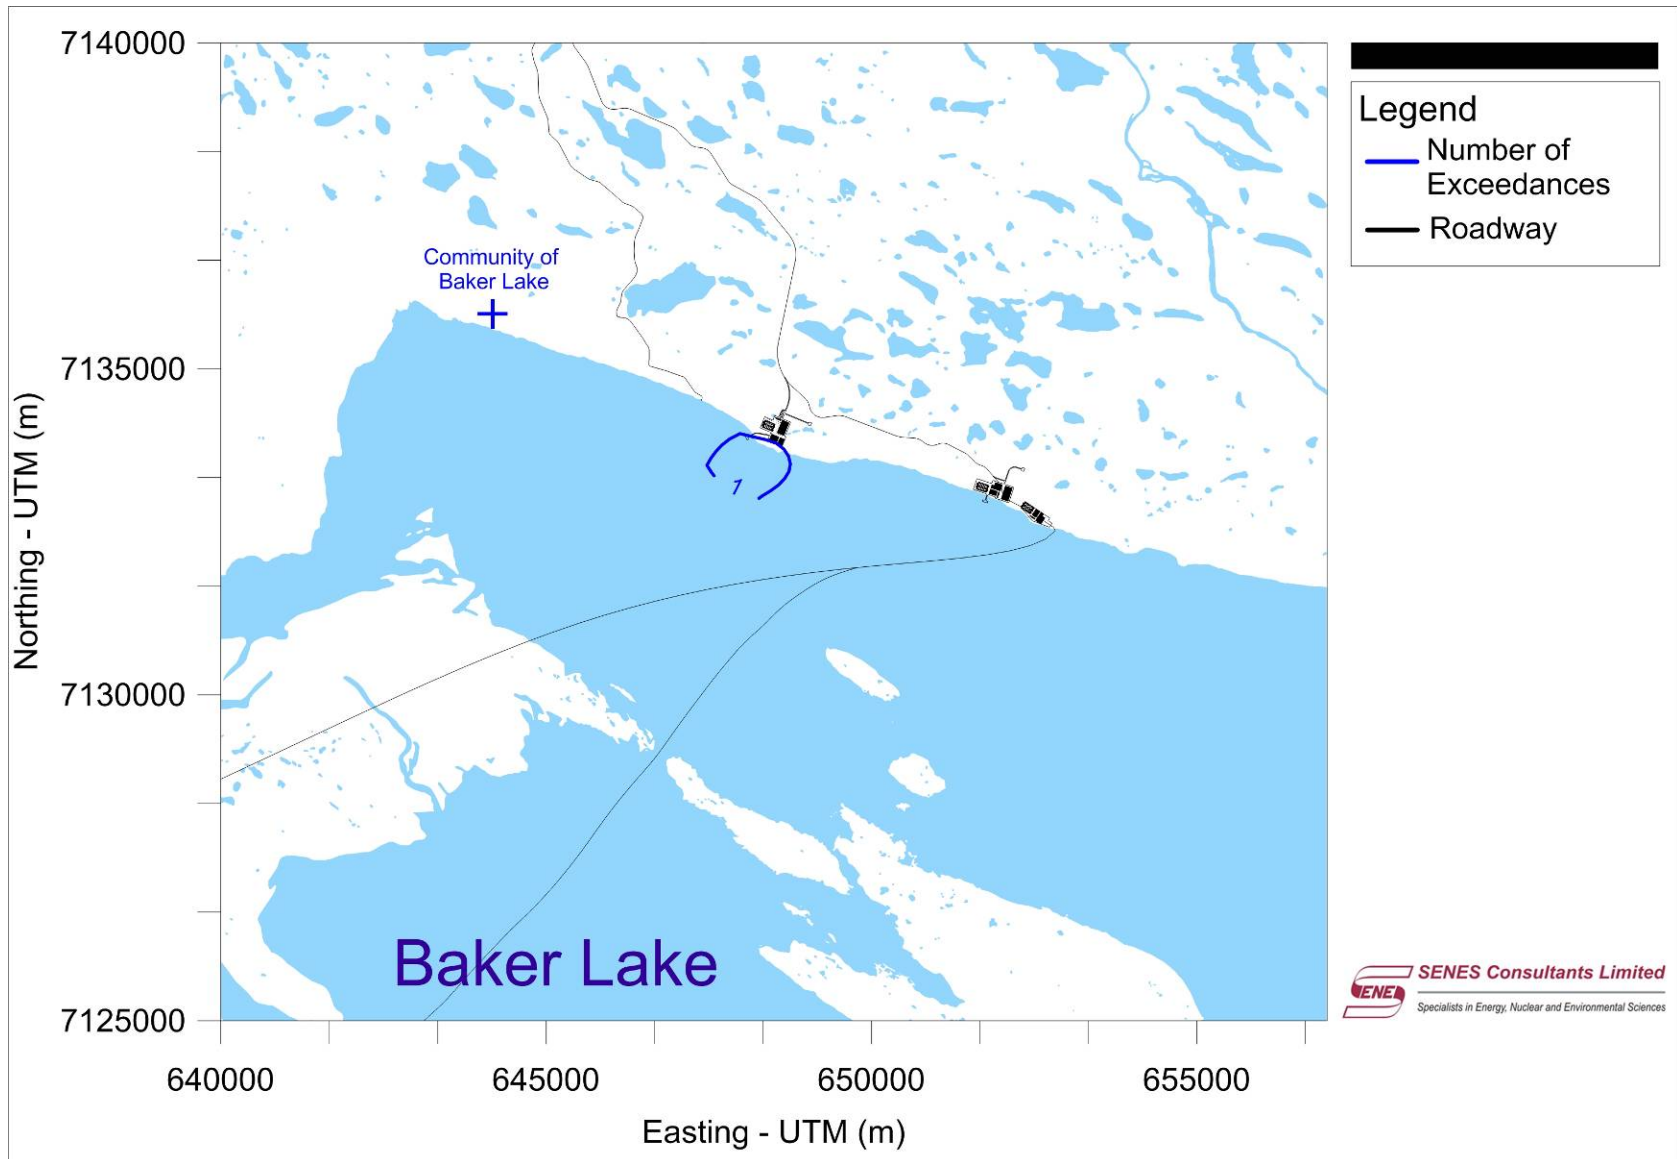 7140000
7135000
7130000
7125000
Northing - UTM (m)
640000
645000
650000
655000
Easting - UTM (m)
Community of
Baker Lake
1
Baker Lake
Legend
Number of
Exceedances
Roadway
SENES
SENES Consultants Limited
Specialists in Energy, Nuclear and Environmental Sciences